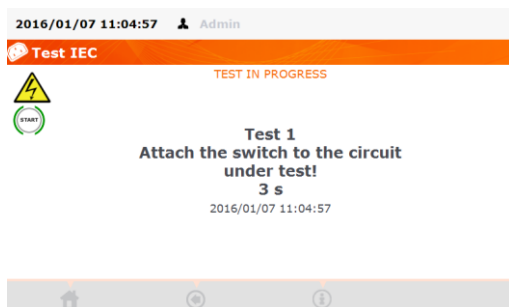 2016/01/07 11:04:57 Admin
Test IEC
TEST IN PROGRESS
START
Test 1
Attach the switch to the circuit
under test!
3 s
2016/01/07 11:04:57